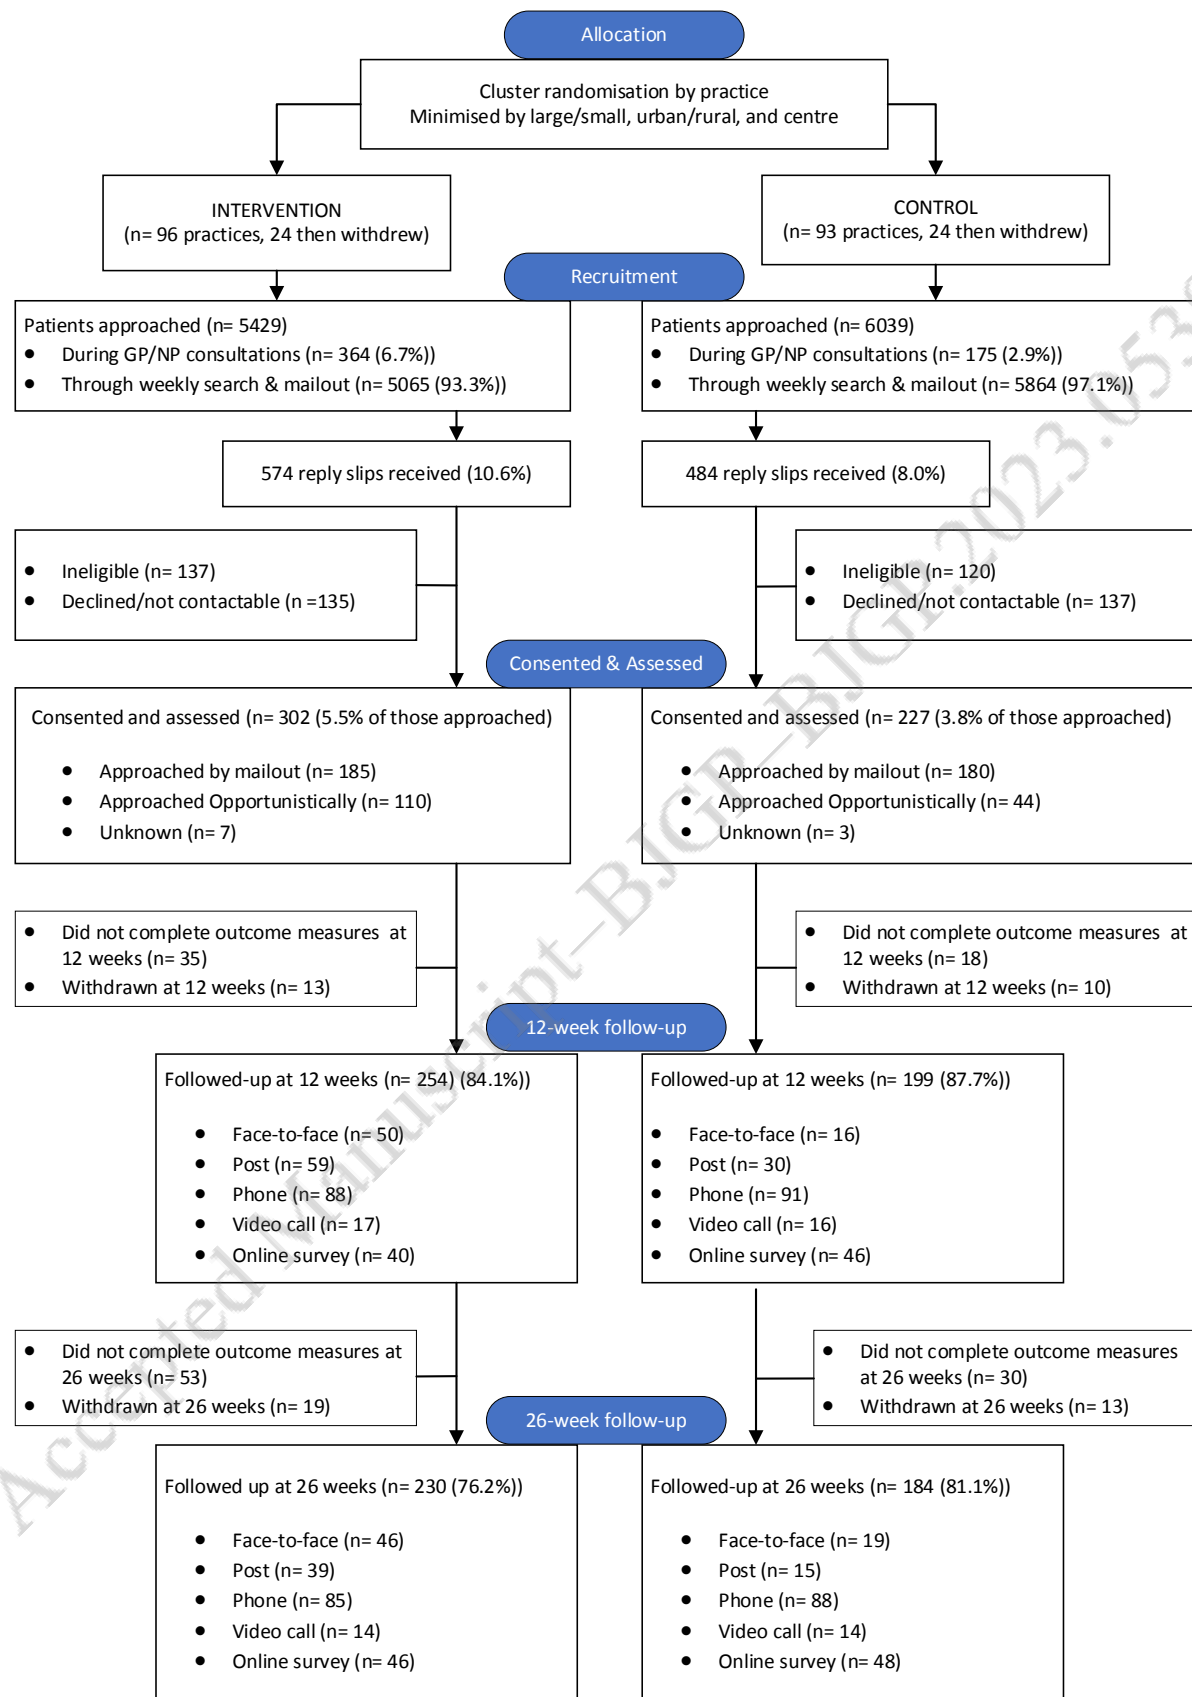 Allocation
Cluster randomisation by practice
Minimised by large/small, urban/rural, and centre
INTERVENTION
(n= 96 practices, 24 then withdrew)
CONTROL
(n= 93 practices, 24 then withdrew)
Recruitment
Patients approached (n= 5429)
• During GP/NP consultations (n= 364 (6.7%))
• Through weekly search & mailout (n= 5065 (93.3%))
Patients approached (n= 6039)
• During GP/NP consultations (n= 175 (2.9%))
• Through weekly search & mailout (n= 5864 (97.1%))
574 reply slips received (10.6%)
484 reply slips received (8.0%)
• Ineligible (n= 137)
• Declined/not contactable (n =135)
• Ineligible (n= 120)
• Declined/not contactable (n= 137)
Consented & Assessed
Consented and assessed (n= 302 (5.5% of those approached)
• Approached by mailout (n= 185)
• Approached Opportunistically (n= 110)
• Unknown (n= 7)
Consented and assessed (n= 227 (3.8% of those approached)
• Approached by mailout (n= 180)
• Approached Opportunistically (n= 44)
• Unknown (n= 3)
• Did not complete outcome measures at
12 weeks (n= 35)
• Withdrawn at 12 weeks (n= 13)
• Did not complete outcome measures at
12 weeks (n= 18)
• Withdrawn at 12 weeks (n= 10)
12-week follow-up
Followed-up at 12 weeks (n= 254) (84.1%))
• Face-to-face (n= 50)
• Post (n= 59)
• Phone (n= 88)
• Video call (n= 17)
• Online survey (n= 40)
Followed-up at 12 weeks (n= 199 (87.7%))
• Face-to-face (n= 16)
• Post (n= 30)
• Phone (n= 91)
• Video call (n= 16)
• Online survey (n= 46)
• Did not complete outcome measures at
26 weeks (n= 53)
• Withdrawn at 26 weeks (n= 19)
• Did not complete outcome measures
at 26 weeks (n= 30)
• Withdrawn at 26 weeks (n= 13)
26-week follow-up
Followed up at 26 weeks (n= 230 (76.2%))
• Face-to-face (n= 46)
• Post (n= 39)
• Phone (n= 85)
• Video call (n= 14)
• Online survey (n= 46)
Followed-up at 26 weeks (n= 184 (81.1%))
• Face-to-face (n= 19)
• Post (n= 15)
• Phone (n= 88)
• Video call (n= 14)
• Online survey (n= 48)
Accepted Manuscript–BJGP–BJGP.2023.053